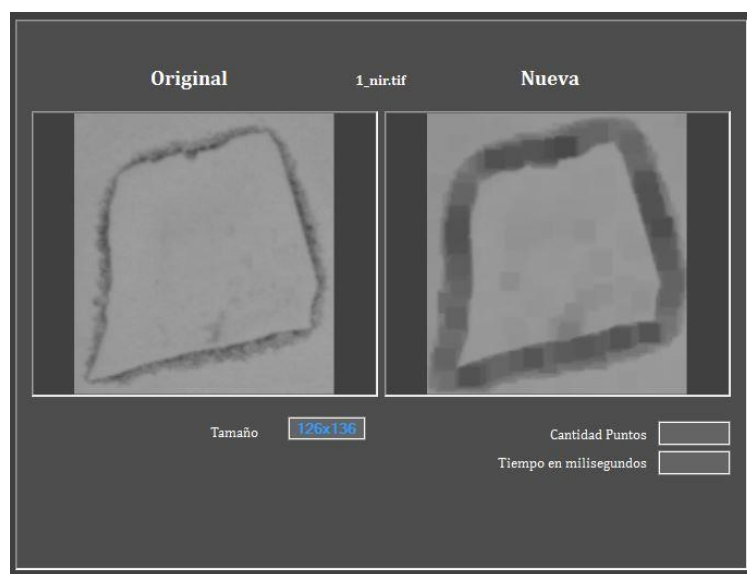 Original
1_nir.tif
Nueva
Tamaño
126x136
Cantidad Puntos
Tiempo en milisegundos